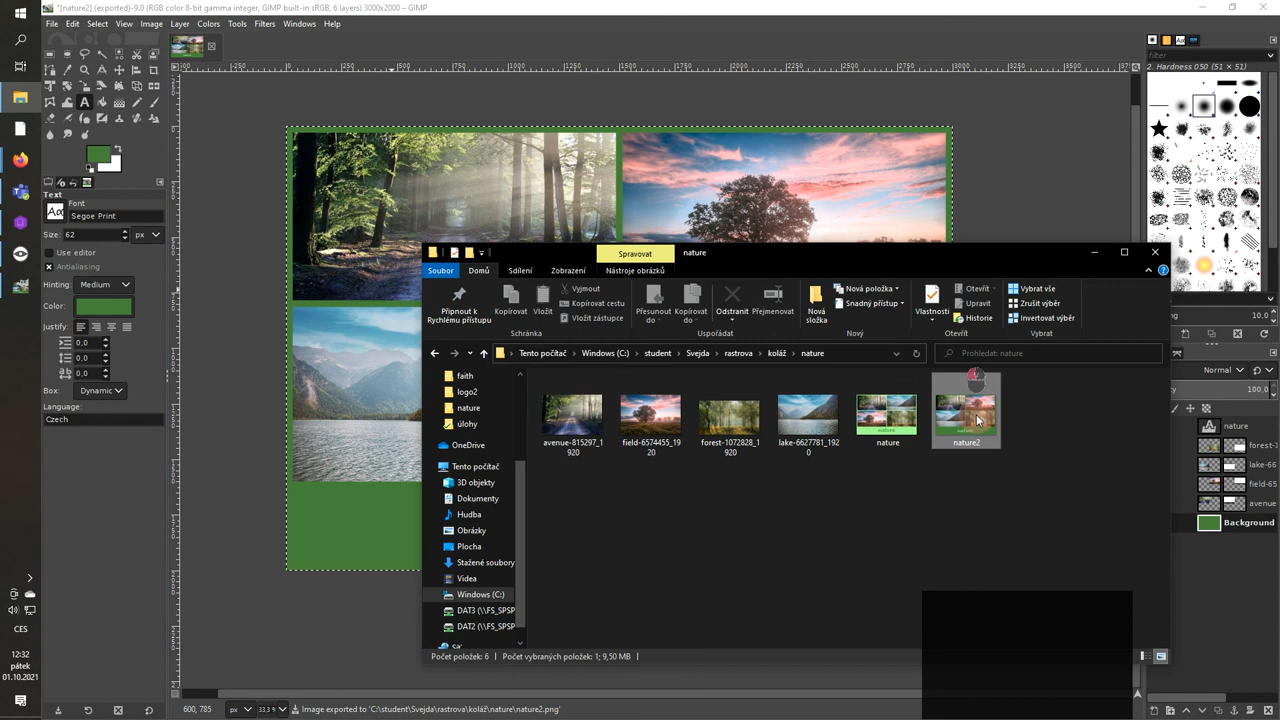 *[nature2] (exported)-9.0 (RGB color 8-bit gamma integer, GIMP built-in sRGB, 6 layers) 3000x2000 – GIMP
File Edit Select View Image Layer Colors Tools Filters Windows Help
filter
2. Hardness 050 (51 × 51)
Text
Font
Segoe Print
Size: 62 px
Use editor
Antialiasing
Hinting: Medium
Color:
Justify:
0,0
0,0
0,0
Box: Dynamic
Language:
Czech
Spravovat nature
Soubor Domů Sdílení Zobrazení Nástroje obrázků
Připnout k Rychlému přístupu
Kopírovat
Vložit
Vyjmout
Kopírovat cestu
Vložit zástupce
Schránka
Přesunout do
Kopírovat do
Odstranit
Přejmenovat
Uspořádat
Nová složka
Nová položka
Snadný přístup
Nový
Vlastnosti
Otevřít
Upravit
Historie
Otevřít
Vybrat vše
Zrušit výběr
Invertovat výběr
Vybrat
Tento počítač > Windows (C:) > student > Svejda > rastrova > koláž > nature
Prohledat: nature
faith
logo2
nature
úlohy
OneDrive
Tento počítač
3D objekty
Dokumenty
Hudba
Obrázky
Plocha
Stažené soubory
Videa
Windows (C:)
DAT3 (\\FS_SPSP
DAT2 (\\FS_SPSP
avenue-815297_1920
field-6574455_1920
forest-1072828_1920
lake-6627781_1920
nature
nature2
Počet položek: 6 Počet vybraných položek: 1; 9,50 MB
10,0
Normal
100,0
nature
forest-1
lake-66
field-65
avenue
Background
CES
12:32
pátek
01.10.2021
600, 785 px 33.3 % Image exported to 'C:\student\Svejda\rastrova\koláž\nature\nature2.png'